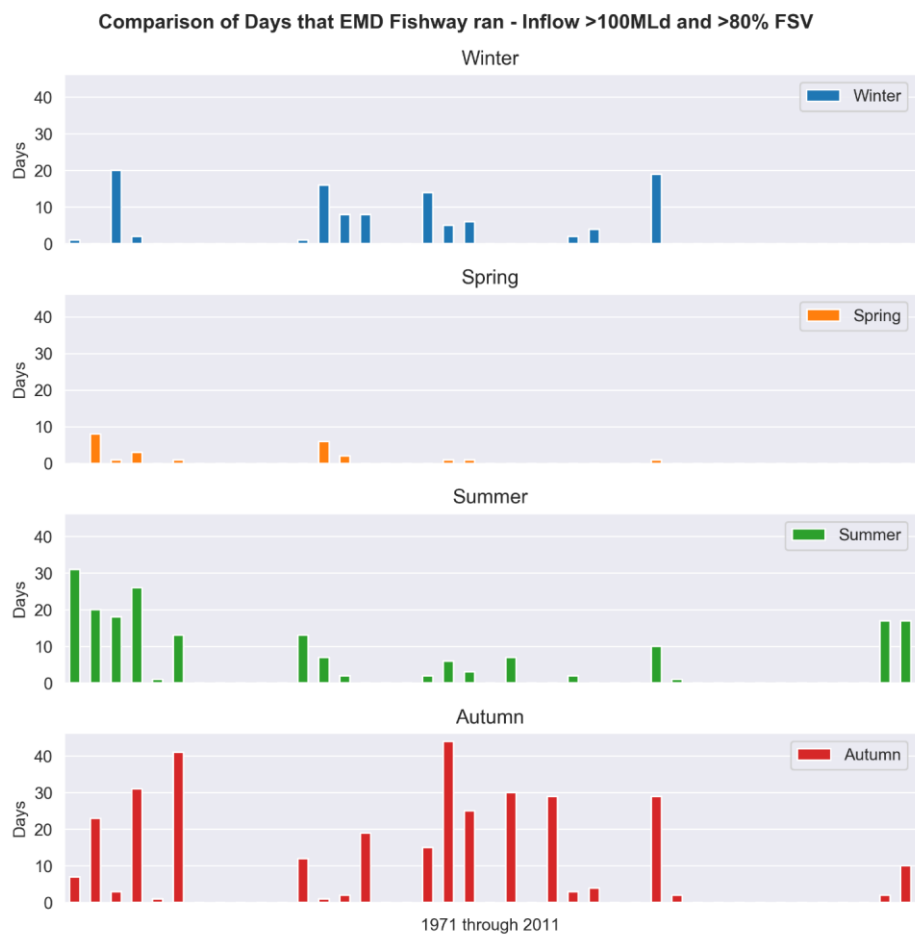 Comparison of Days that EMD Fishway ran - Inflow >100MLd and >80% FSV
Winter
Winter
40
30
20
10
0
Days
Spring
Spring
40
30
20
10
0
Days
Summer
Summer
40
30
20
10
0
Days
Autumn
Autumn
40
30
20
10
0
Days
1971 through 2011